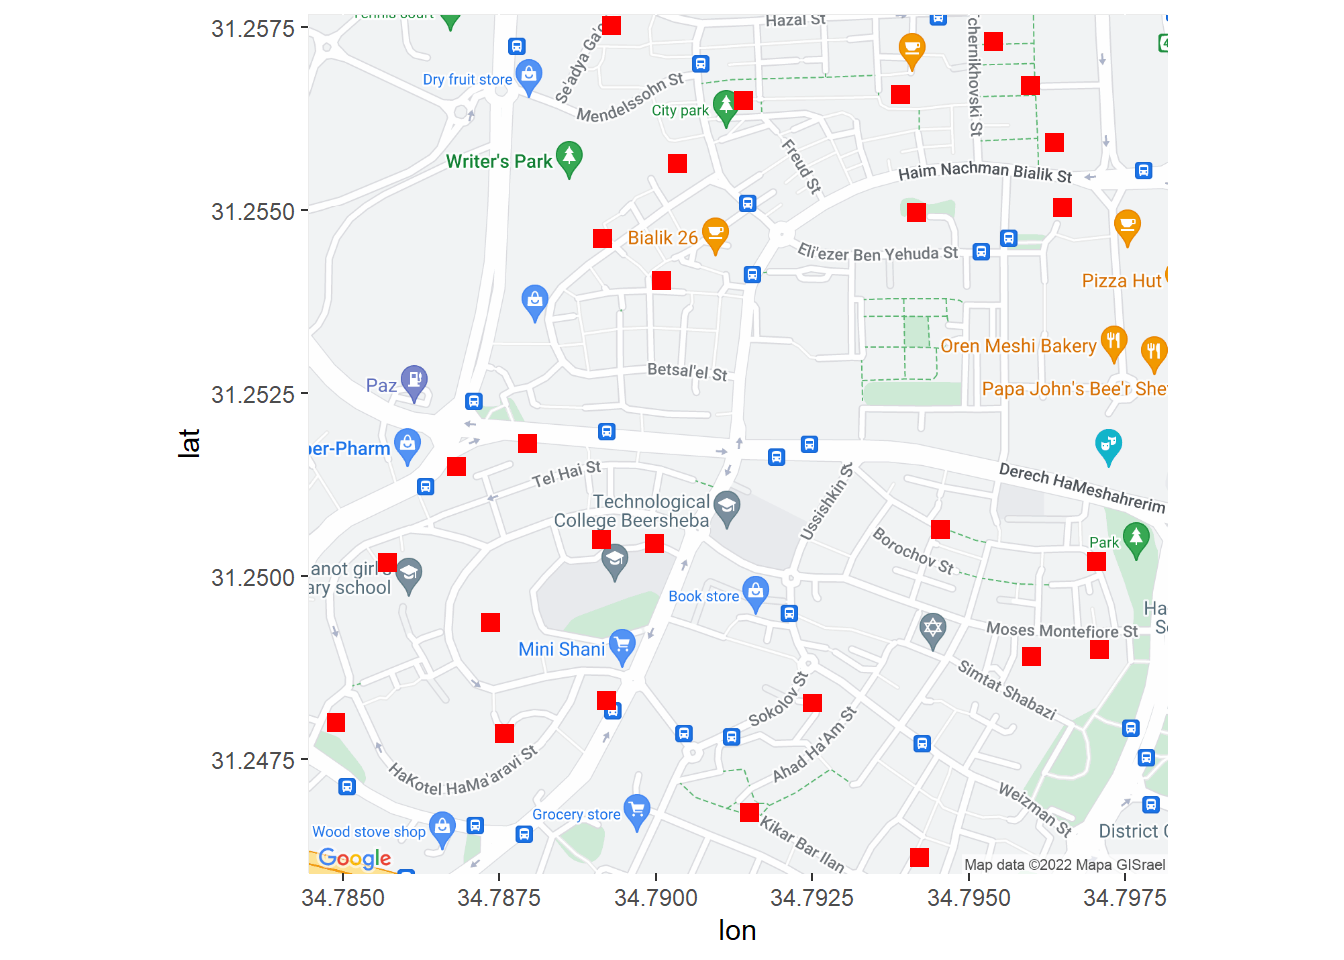 Tennis court
Hazal St
Se'adya Ga'o
Chernikhovski St
Dry fruit store
Mendelssohn St
City park
Writer's Park
Freud St
Haim Nachman Bialik St
Bialik 26
Eli'ezer Ben Yehuda St
Pizza Hut
Oren Meshi Bakery
Betsal'el St
Paz
Papa John's Bee'r She
per-Pharm
Tel Hai St
Derech HaMeshahrerim
Technological
College Beersheba
Ussishkin St
Borochov St
Park
anot girl's
ary school
Book store
Ha
S
Moses Montefiore St
Mini Shani
Simtat Shabazi
Sokolov St
Ahad Ha'Am St
HaKotel HaMa'aravi St
Weizman St
Grocery store
Wood stove shop
Kikar Bar Ilan
District
Google
Map data ©2022 Mapa GISrael
31.2575
31.2550
31.2525
31.2500
31.2475
lat
34.7850
34.7875
34.7900
34.7925
34.7950
34.7975
lon